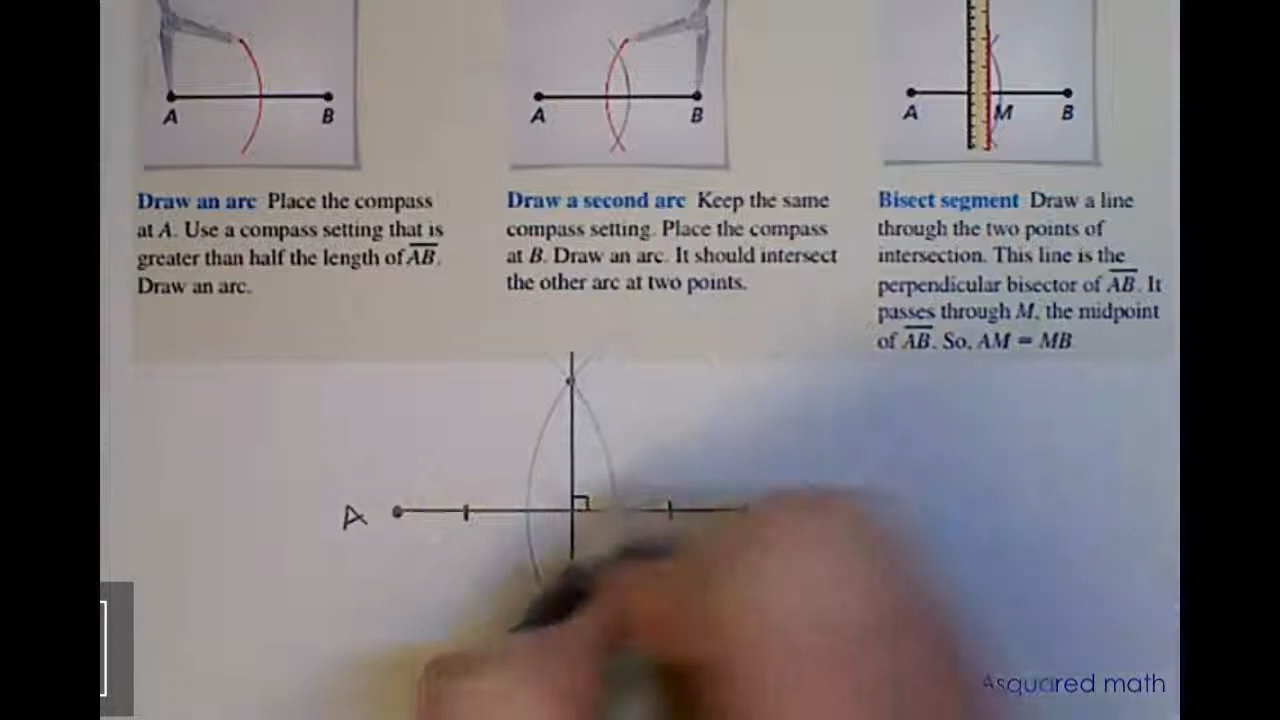 A B
A B
A M B
Draw an arc Place the compass
at A. Use a compass setting that is
greater than half the length of AB.
Draw an arc.
Draw a second arc Keep the same
compass setting. Place the compass
at B. Draw an arc. It should intersect
the other arc at two points.
Bisect segment Draw a line
through the two points of
intersection. This line is the
perpendicular bisector of AB. It
passes through M, the midpoint
of AB. So, AM = MB
A
Asquared math